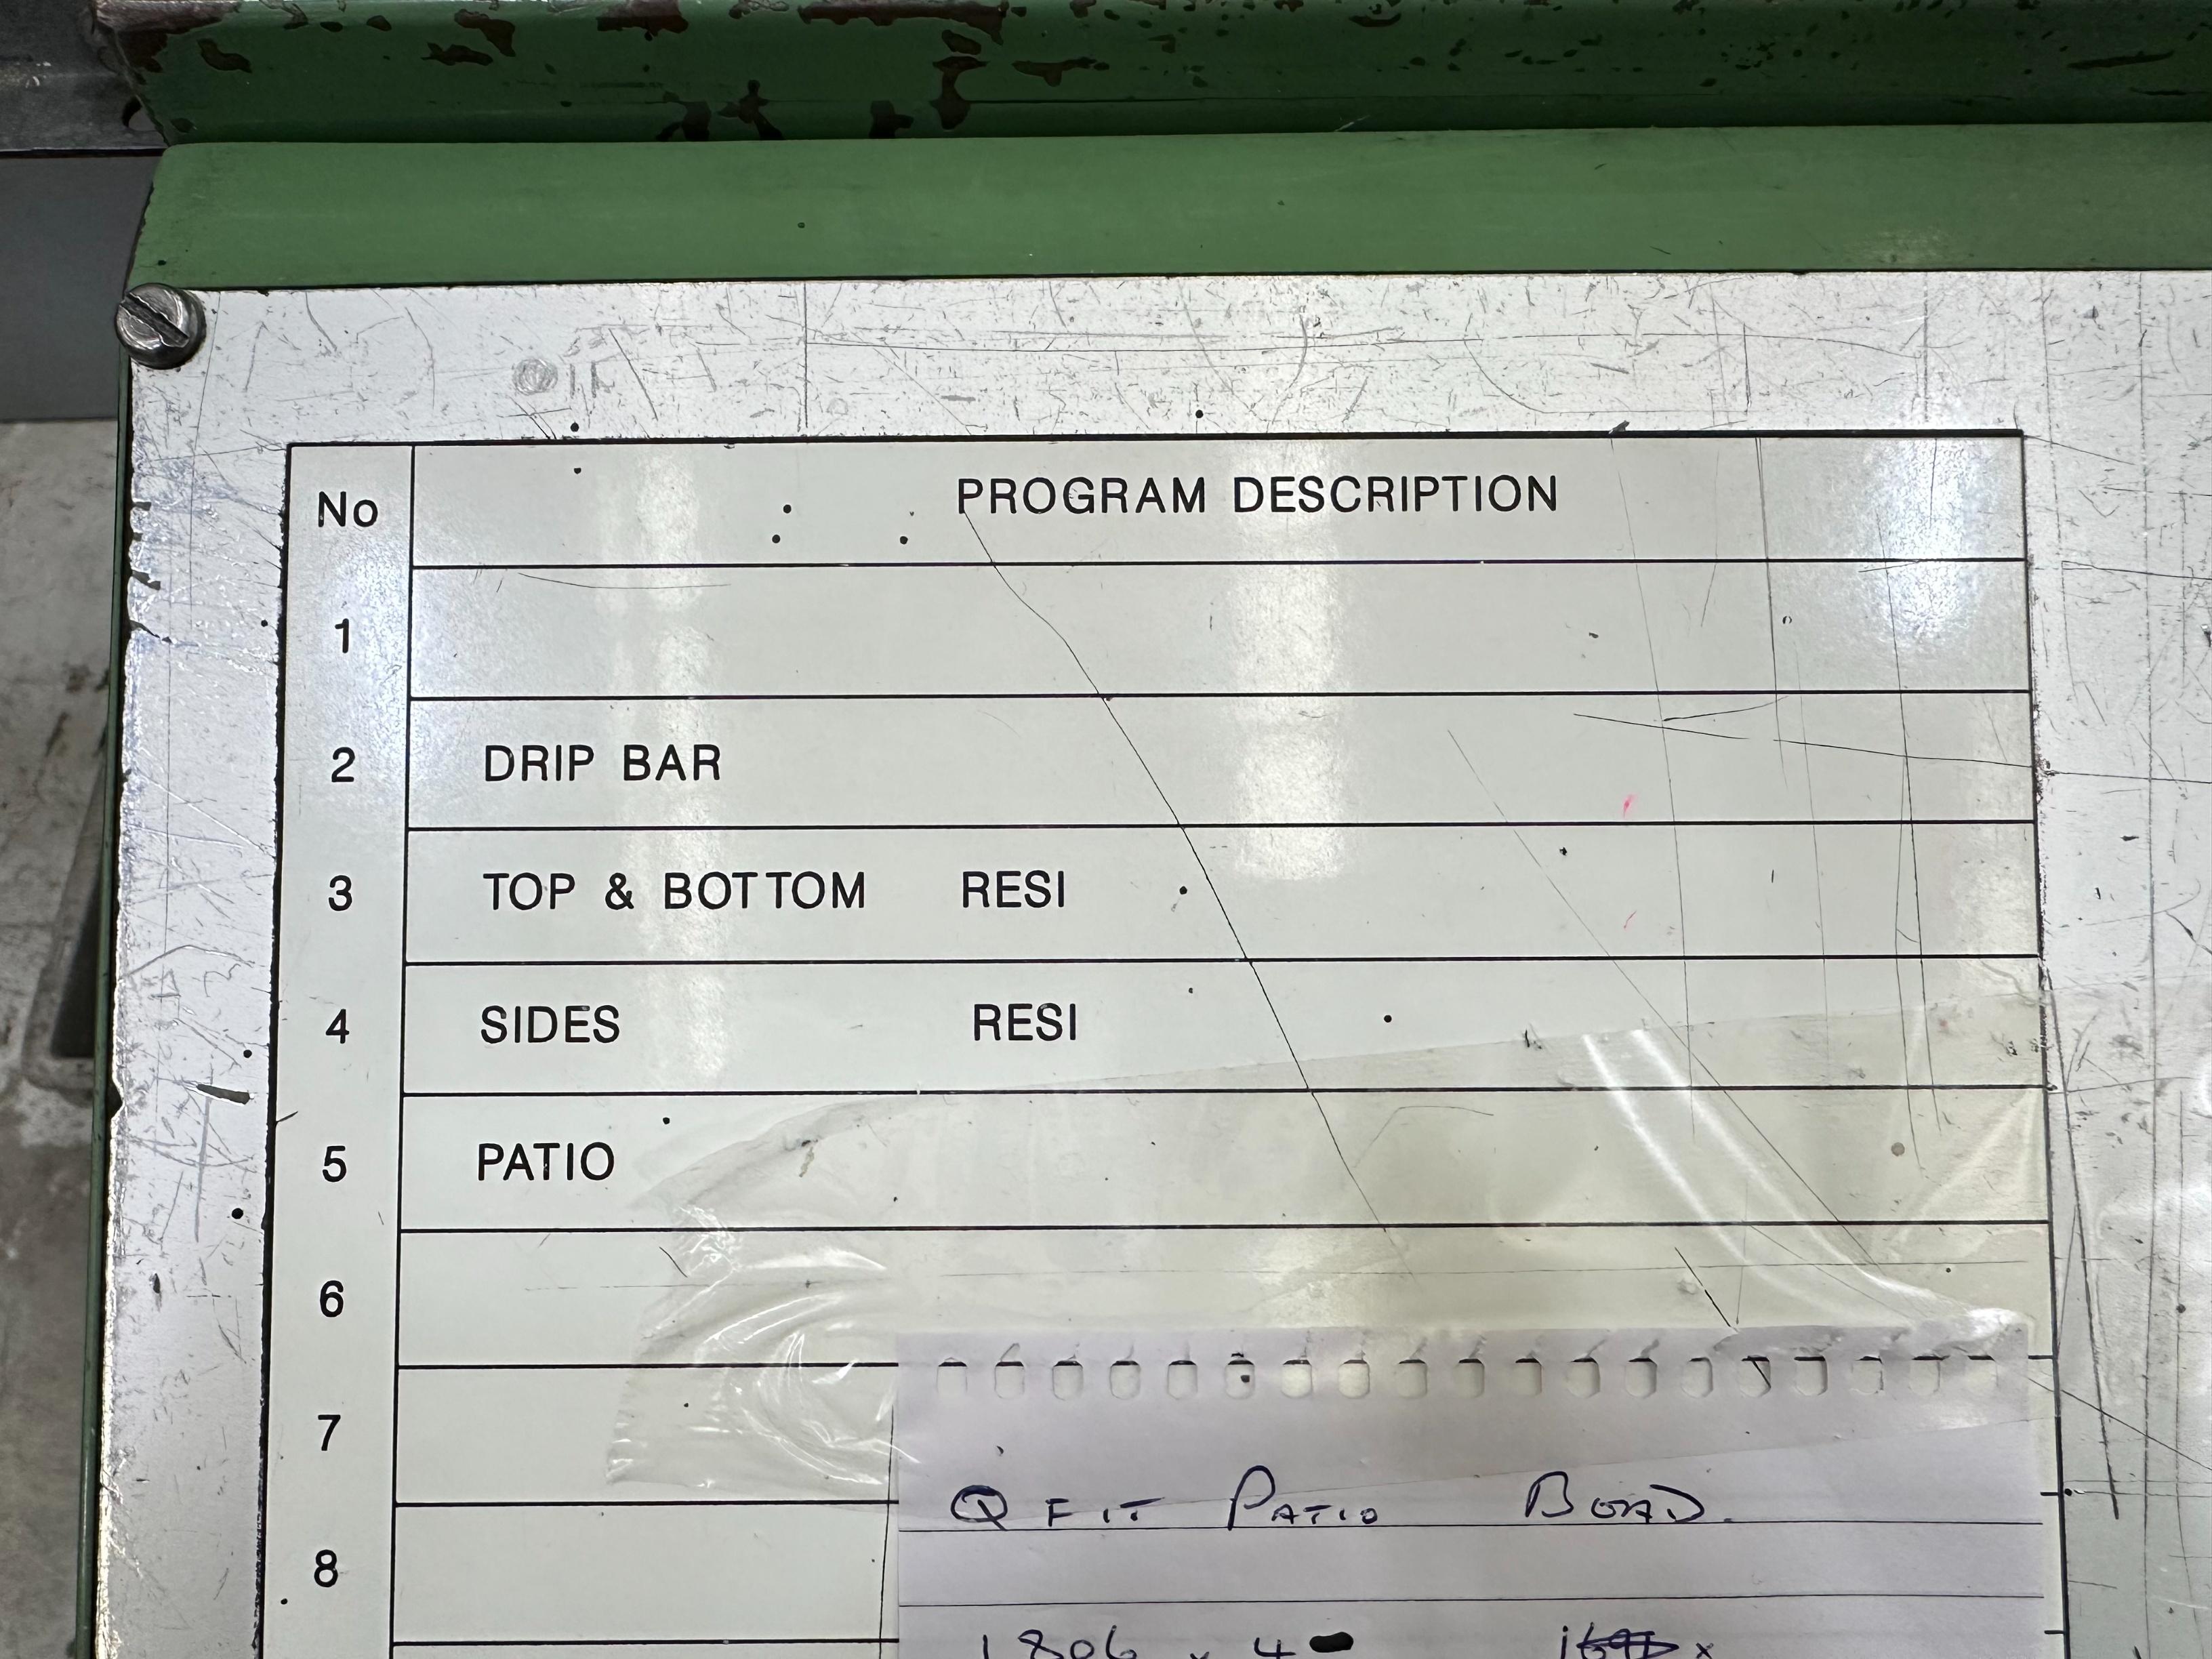 No PROGRAM DESCRIPTION
1
2 DRIP BAR
3 TOP & BOTTOM RESI
4 SIDES RESI
5 PATIO
6
7
Q FIT PATIO BOAD.
8
1806 x 4